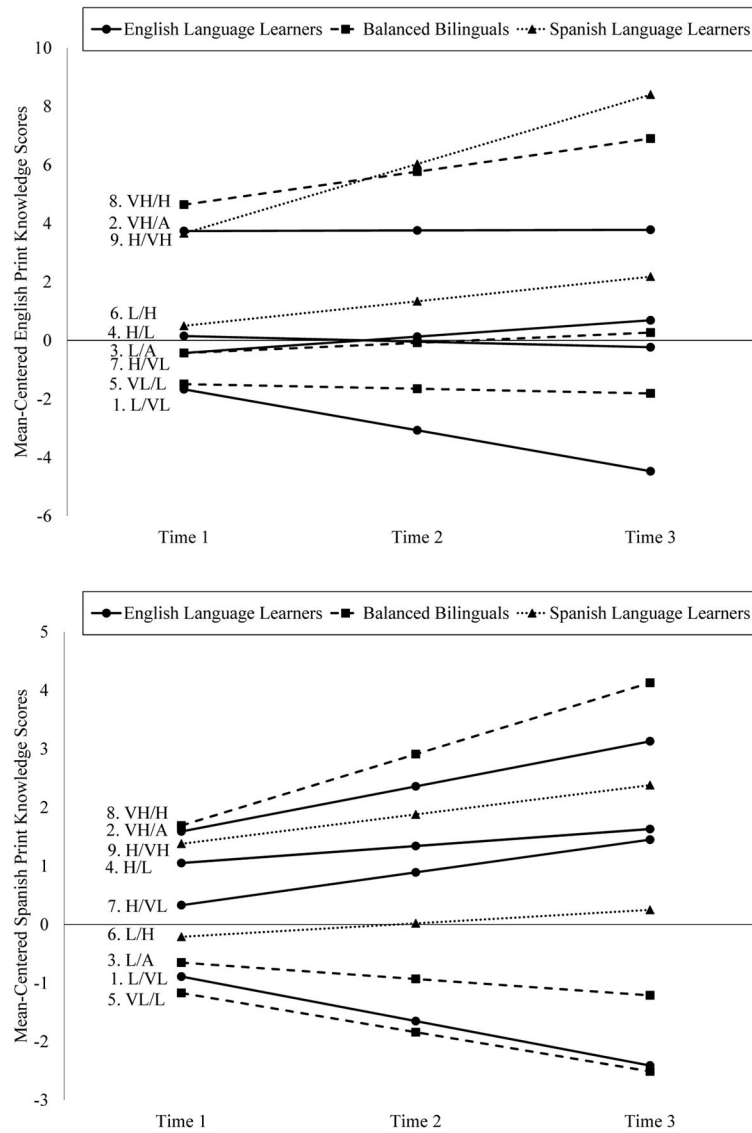 English Language Learners Balanced Bilinguals Spanish Language Learners
Mean-Centered English Print Knowledge Scores
10
8
6
4
2
0
-2
-4
-6
8. VH/H
2. VH/A
9. H/VH
6. L/H
4. H/L
3. L/A
7. H/VL
5. VL/L
1. L/VL
Time 1 Time 2 Time 3
English Language Learners Balanced Bilinguals Spanish Language Learners
Mean-Centered Spanish Print Knowledge Scores
5
4
3
2
1
0
-1
-2
-3
8. VH/H
2. VH/A
9. H/VH
4. H/L
7. H/VL
6. L/H
3. L/A
1. L/VL
5. VL/L
Time 1 Time 2 Time 3